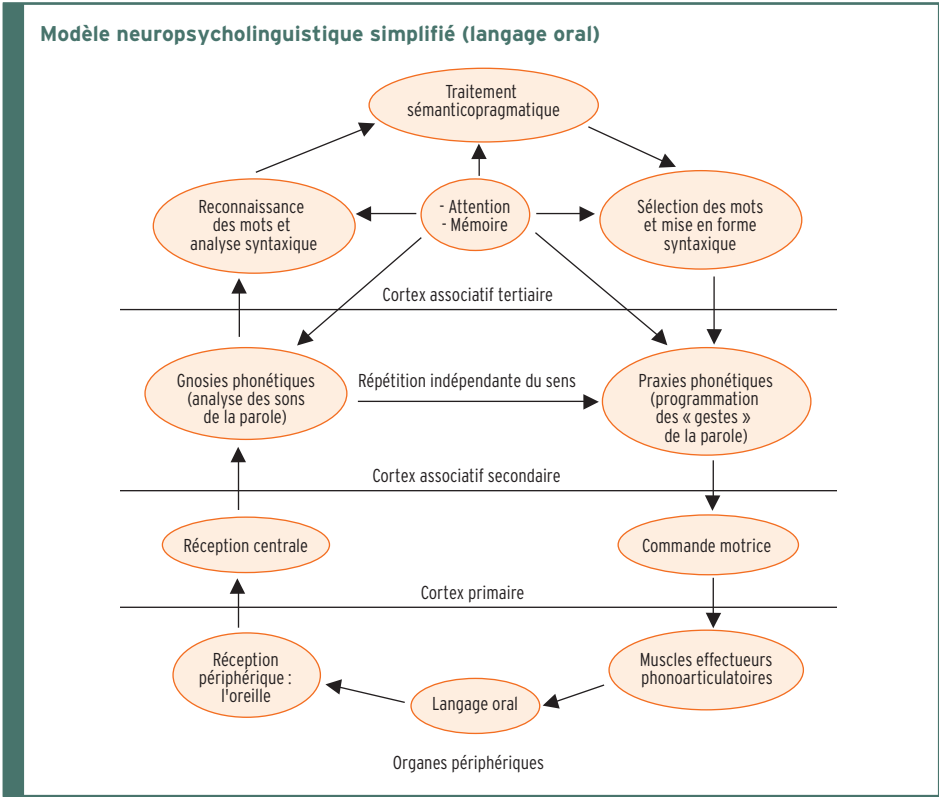 Modèle neuropsycholinguistique simplifié (langage oral)
Traitement
sémanticopragmatique
Reconnaissance
des mots et
analyse syntaxique
- Attention
- Mémoire
Sélection des mots
et mise en forme
syntaxique
Cortex associatif tertiaire
Gnosies phonétiques
(analyse des sons
de la parole)
Répétition indépendante du sens
Praxies phonétiques
(programmation
des « gestes »
de la parole)
Cortex associatif secondaire
Réception centrale
Commande motrice
Cortex primaire
Réception
périphérique :
l'oreille
Langage oral
Muscles effectueurs
phonoarticulatoires
Organes périphériques